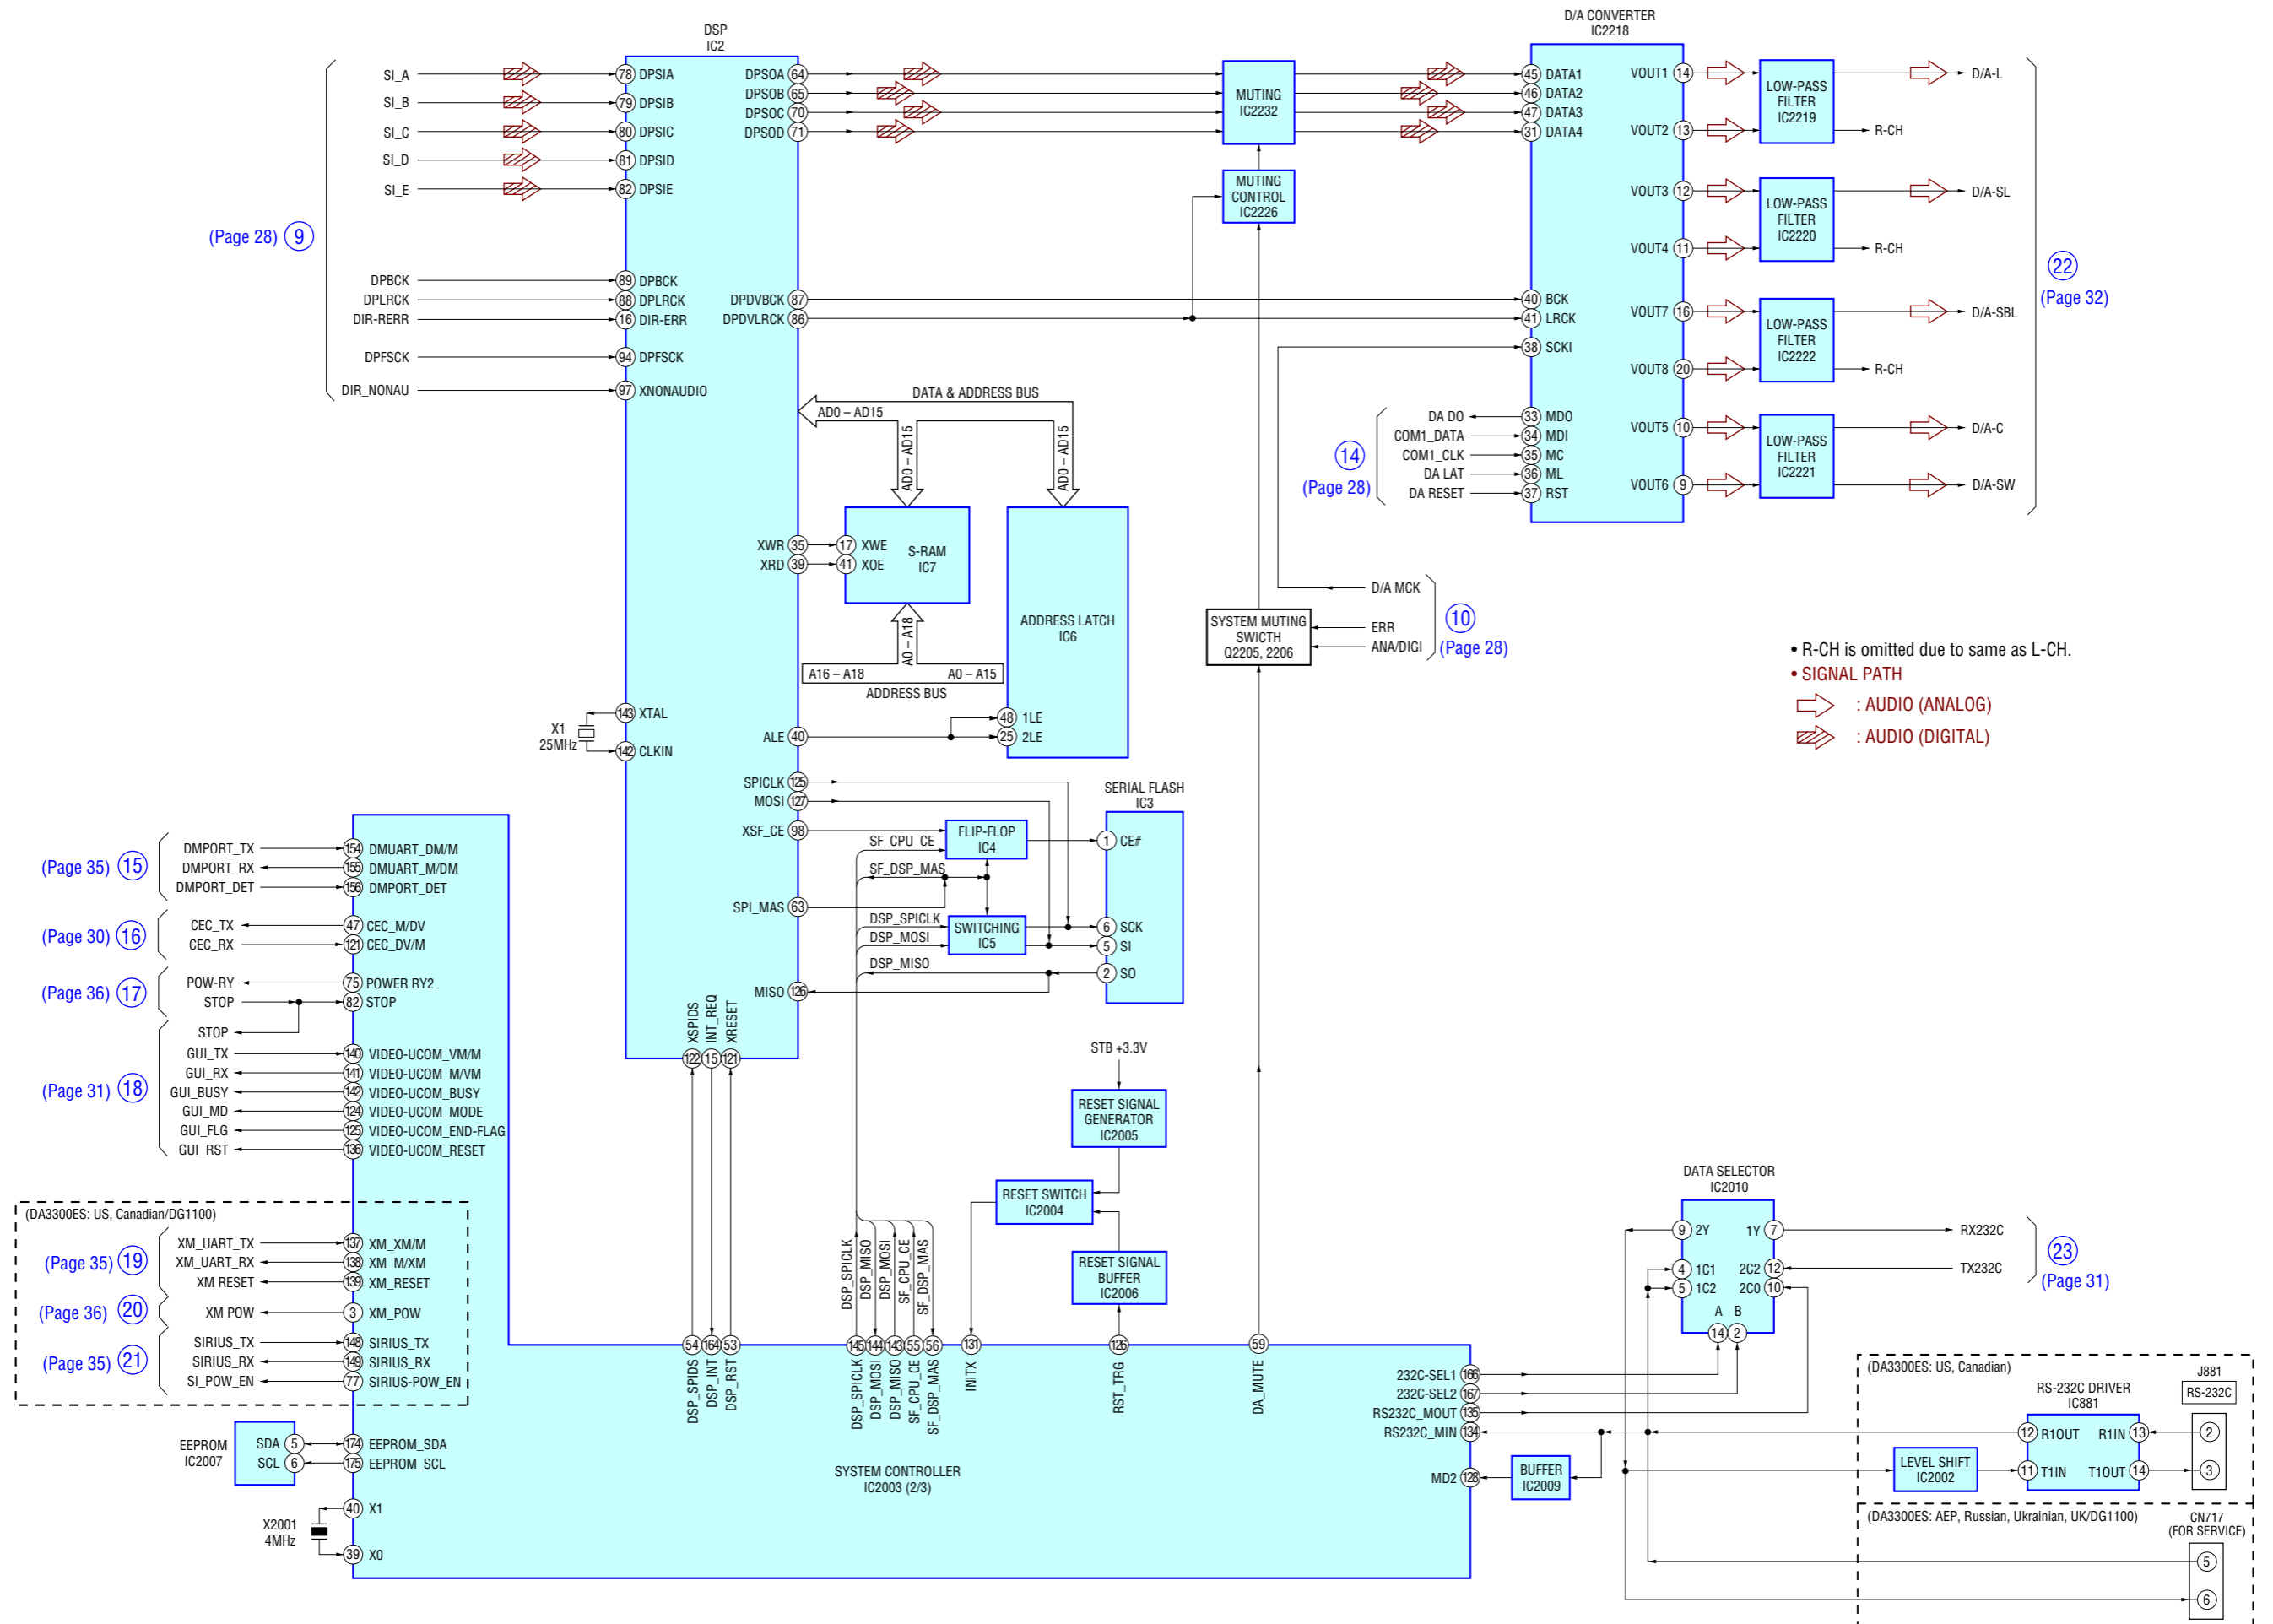 DSP
IC2
D/A CONVERTER
IC2218
SI_A
SI_B
SI_C
SI_D
SI_E
(Page 28) 9
DPBCK
DPLRCK
DIR-RERR
DPFSCK
DIR_NONAU
78 DPSIA
79 DPSIB
80 DPSIC
81 DPSID
82 DPSIE
89 DPBCK
88 DPLRCK
16 DIR-ERR
94 DPFSCK
97 XNONAUDIO
DPSOA 64
DPSOB 65
DPSOC 70
DPSOD 71
DPDVBCK 87
DPDVLRCK 86
MUTING
IC2232
MUTING
CONTROL
IC2226
45 DATA1
46 DATA2
47 DATA3
31 DATA4
40 BCK
41 LRCK
38 SCKI
33 MDO
34 MDI
35 MC
36 ML
37 RST
DA DO
COM1_DATA
COM1_CLK
DA LAT
DA RESET
14
(Page 28)
VOUT1 14
VOUT2 13
VOUT3 12
VOUT4 11
VOUT7 16
VOUT8 20
VOUT5 10
VOUT6 9
LOW-PASS
FILTER
IC2219
LOW-PASS
FILTER
IC2220
LOW-PASS
FILTER
IC2222
LOW-PASS
FILTER
IC2221
D/A-L
R-CH
D/A-SL
R-CH
D/A-SBL
R-CH
D/A-C
D/A-SW
22
(Page 32)
DATA & ADDRESS BUS
AD0 – AD15
AD0 – AD15
AD0 – AD15
XWR 35
XRD 39
17 XWE
41 XOE
S-RAM
IC7
ADDRESS LATCH
IC6
A0 – A18
A16 – A18
A0 – A15
ADDRESS BUS
48 1LE
25 2LE
ALE 40
X1
25MHz
143 XTAL
142 CLKIN
D/A MCK
ERR
ANA/DIGI
10
(Page 28)
SYSTEM MUTING
SWICTH
Q2205, 2206
• R-CH is omitted due to same as L-CH.
• SIGNAL PATH
: AUDIO (ANALOG)
: AUDIO (DIGITAL)
SPICLK 125
MOSI 127
XSF_CE 98
SPI_MAS 63
MISO 126
SF_CPU_CE
SF_DSP_MAS
DSP_SPICLK
DSP_MOSI
DSP_MISO
FLIP-FLOP
IC4
SWITCHING
IC5
SERIAL FLASH
IC3
1 CE#
6 SCK
5 SI
2 SO
XSPIDS
INT_REQ
XRESET
122 15 121
(Page 35) 15
DMPORT_TX
DMPORT_RX
DMPORT_DET
154 DMUART_DM/M
155 DMUART_M/DM
156 DMPORT_DET
(Page 30) 16
CEC_TX
CEC_RX
47 CEC_M/DV
121 CEC_DV/M
(Page 36) 17
POW-RY
STOP
75 POWER RY2
82 STOP
(Page 31) 18
STOP
GUI_TX
GUI_RX
GUI_BUSY
GUI_MD
GUI_FLG
GUI_RST
140 VIDEO-UCOM_VM/M
141 VIDEO-UCOM_M/VM
142 VIDEO-UCOM_BUSY
124 VIDEO-UCOM_MODE
125 VIDEO-UCOM_END-FLAG
136 VIDEO-UCOM_RESET
(DA3300ES: US, Canadian/DG1100)
(Page 35) 19
XM_UART_TX
XM_UART_RX
XM RESET
137 XM_XM/M
138 XM_M/XM
139 XM_RESET
(Page 36) 20
XM POW
3 XM_POW
(Page 35) 21
SIRIUS_TX
SIRIUS_RX
SI_POW_EN
148 SIRIUS_TX
149 SIRIUS_RX
77 SIRIUS-POW_EN
EEPROM
IC2007
SDA 5
SCL 6
174 EEPROM_SDA
175 EEPROM_SCL
X2001
4MHz
40 X1
39 X0
STB +3.3V
RESET SIGNAL
GENERATOR
IC2005
RESET SWITCH
IC2004
RESET SIGNAL
BUFFER
IC2006
DSP_SPICLK
DSP_MISO
DSP_MOSI
SF_CPU_CE
SF_DSP_MAS
54 164 53 145 144 143 55 56 131 126 59
DSP_SPIDS
DSP_INT
DSP_RST
DSP_SPICLK
DSP_MOSI
DSP_MISO
SF_CPU_CE
SF_DSP_MAS
INITX
RST_TRG
DA_MUTE
SYSTEM CONTROLLER
IC2003 (2/3)
232C-SEL1 166
232C-SEL2 167
RS232C_MOUT 135
RS232C_MIN 134
MD2 128
BUFFER
IC2009
DATA SELECTOR
IC2010
9 2Y
4 1C1
5 1C2
1Y 7
2C2 12
2C0 10
A B
14 2
RX232C
TX232C
23
(Page 31)
(DA3300ES: US, Canadian)
J881
RS-232C
RS-232C DRIVER
IC881
12 R1OUT
R1IN 13
11 T1IN
T1OUT 14
2
3
LEVEL SHIFT
IC2002
(DA3300ES: AEP, Russian, Ukrainian, UK/DG1100)
CN717
(FOR SERVICE)
5
6